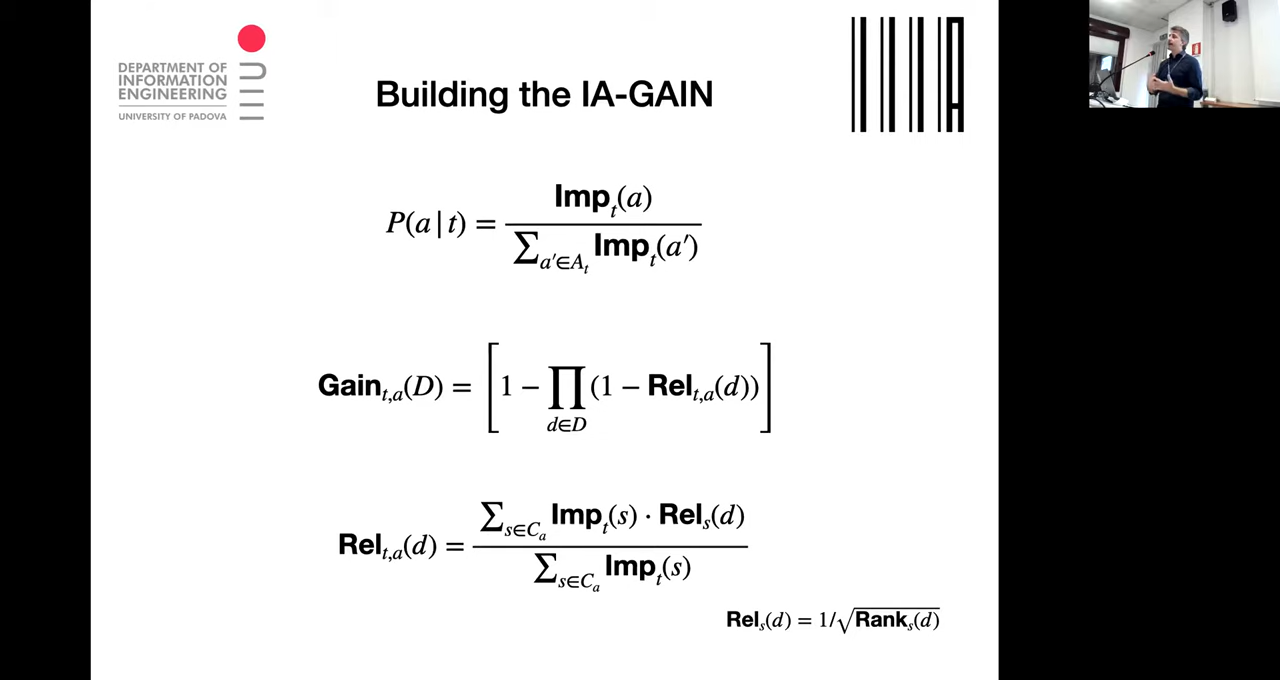 DEPARTMENT OF
INFORMATION
ENGINEERING
UNIVERSITY OF PADOVA
Building the IA-GAIN
P(a|t) = Imp_t(a) / ∑_{a′∈A_t} Imp_t(a′)
Gain_{t,a}(D) = [1 − ∏_{d∈D} (1 − Rel_{t,a}(d))]
Rel_{t,a}(d) = ∑_{s∈C_a} Imp_t(s) · Rel_s(d) / ∑_{s∈C_a} Imp_t(s)
Rel_s(d) = 1/√Rank_s(d)